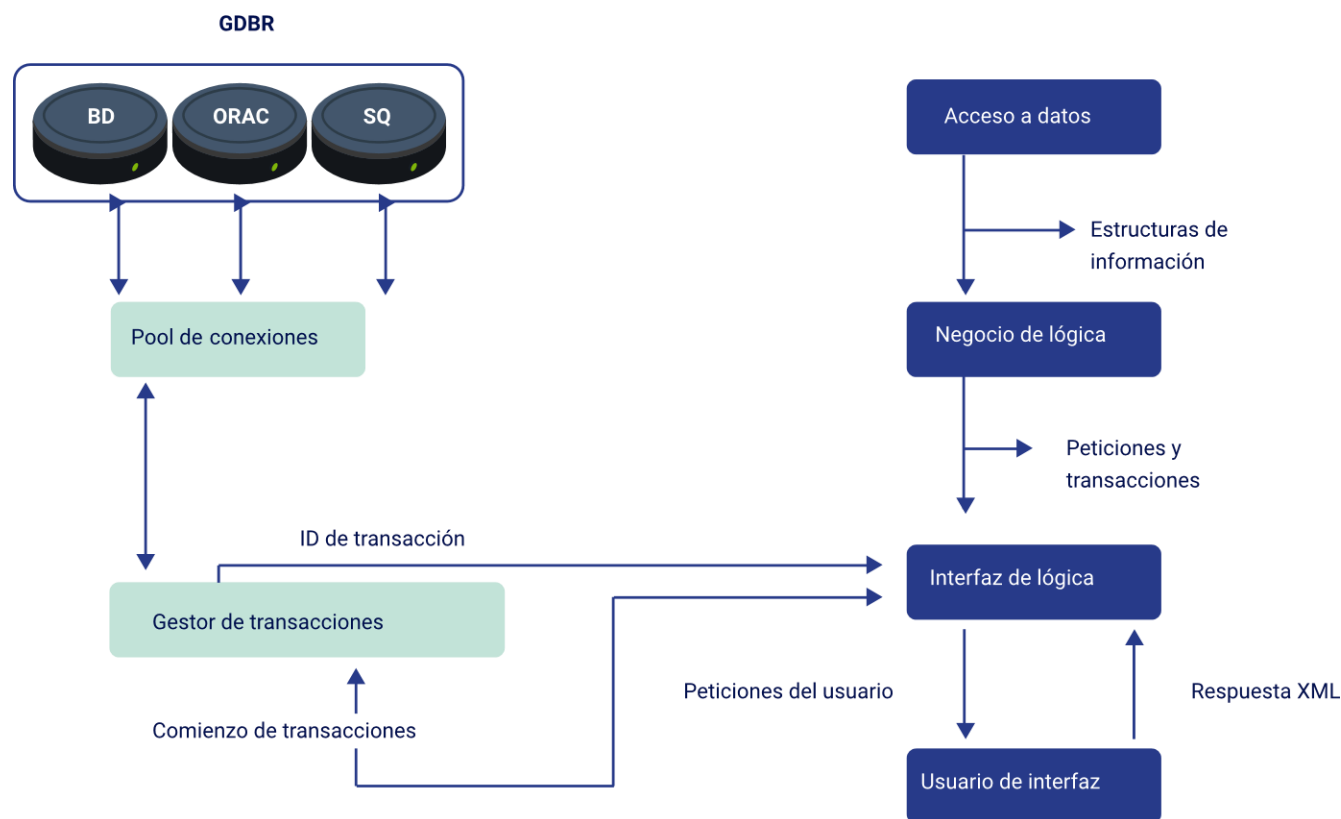 GDBR
BD
ORAC
SQ
Acceso a datos
Estructuras de
información
Pool de conexiones
Negocio de lógica
Peticiones y
transacciones
ID de transacción
Interfaz de lógica
Gestor de transacciones
Peticiones del usuario
Respuesta XML
Comienzo de transacciones
Usuario de interfaz